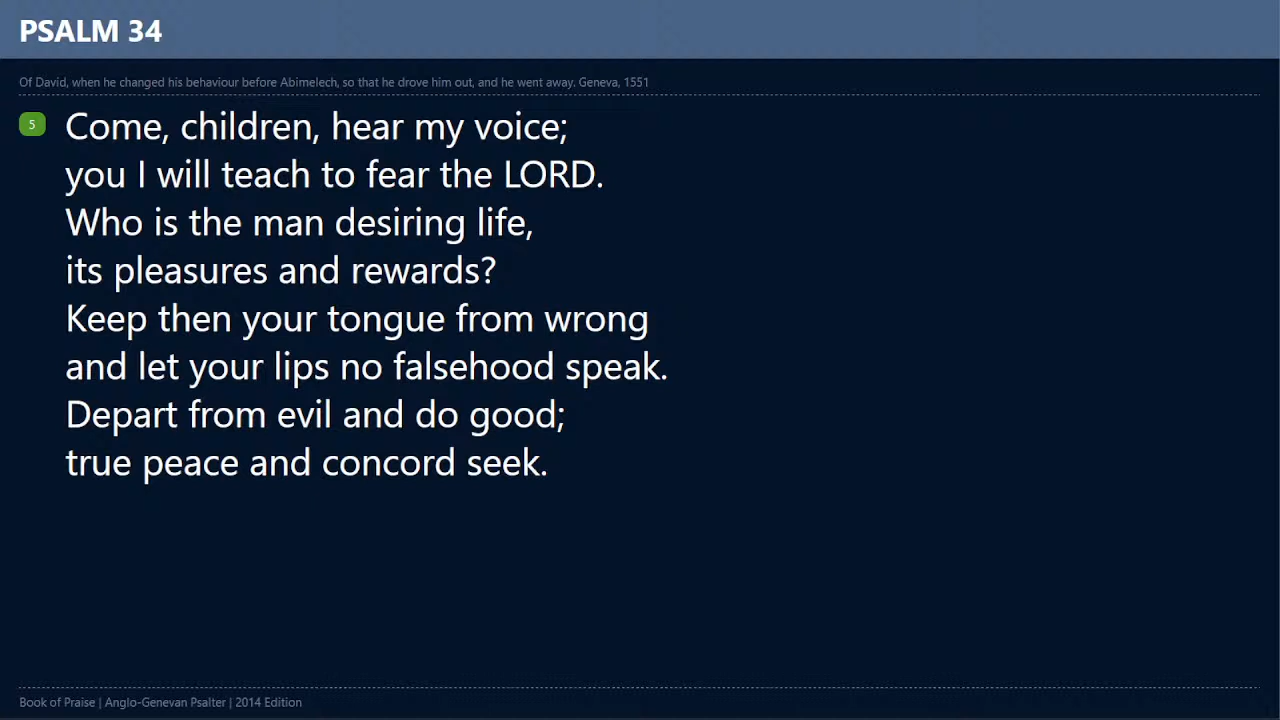 PSALM 34
Of David, when he changed his behaviour before Abimelech, so that he drove him out, and he went away. Geneva, 1551
5 Come, children, hear my voice;
you I will teach to fear the LORD.
Who is the man desiring life,
its pleasures and rewards?
Keep then your tongue from wrong
and let your lips no falsehood speak.
Depart from evil and do good;
true peace and concord seek.
Book of Praise | Anglo-Genevan Psalter | 2014 Edition